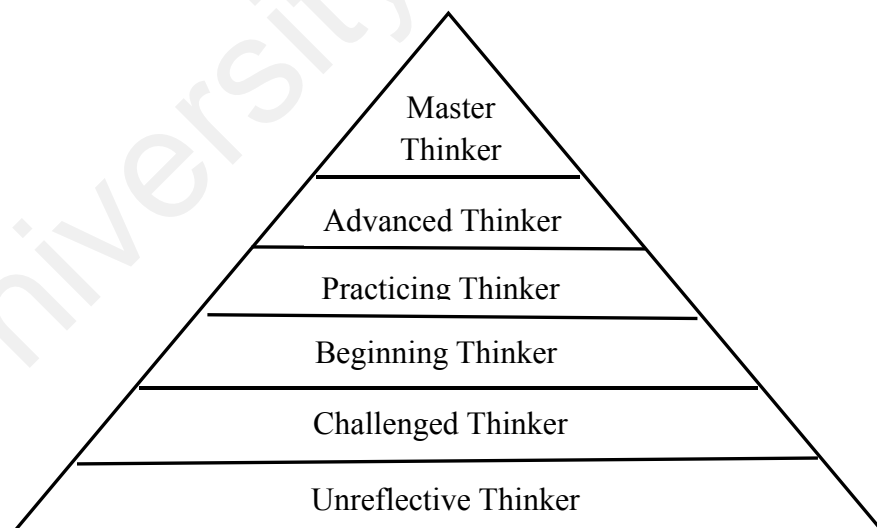 Master
Thinker
Advanced Thinker
Practicing Thinker
Beginning Thinker
Challenged Thinker
Unreflective Thinker